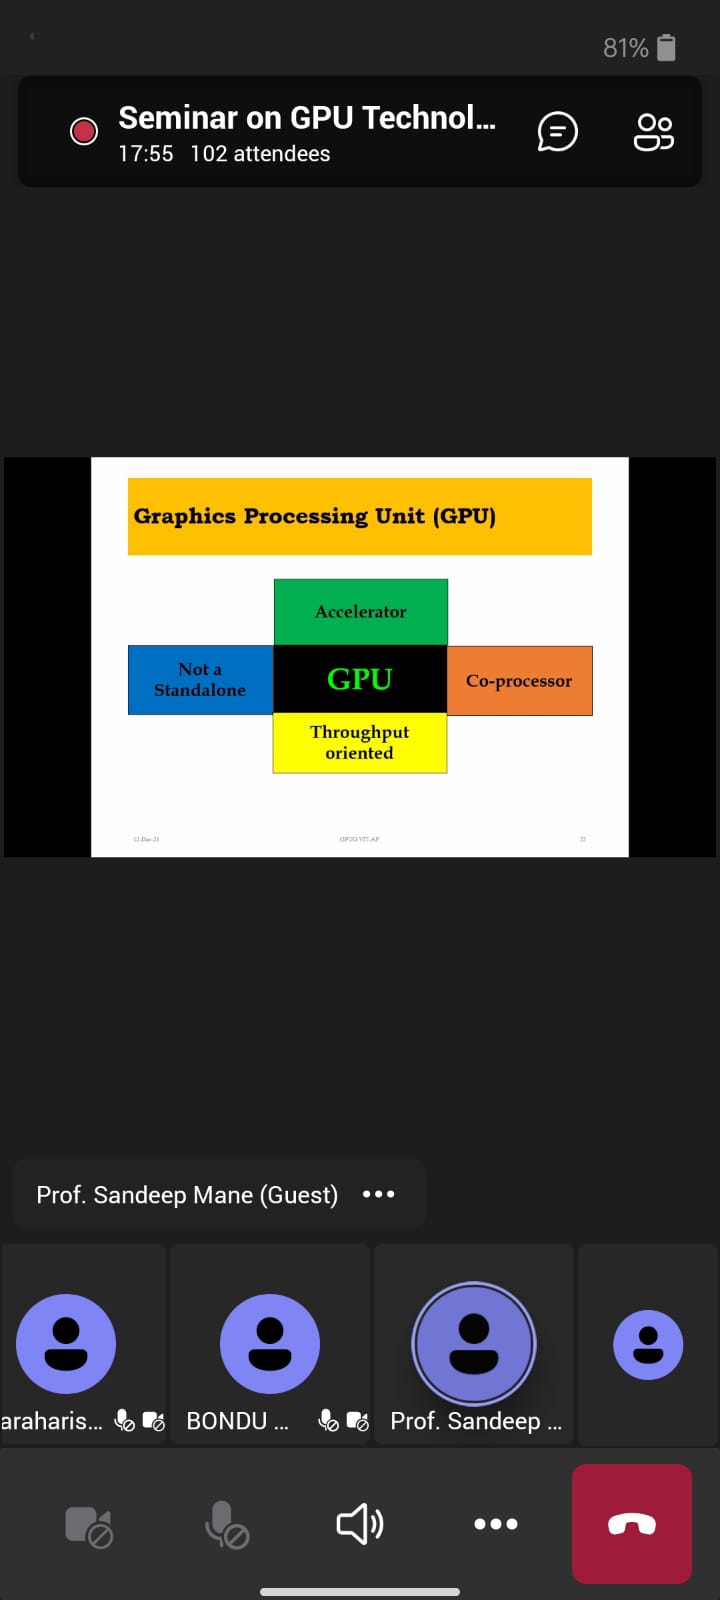 81%
Seminar on GPU Technol...
17:55 102 attendees
Graphics Processing Unit (GPU)
Accelerator
Not a
Standalone
GPU
Co-processor
Throughput
oriented
12-Dec-21 GPUG VIT-AP
Prof. Sandeep Mane (Guest)
araharis... BONDU ... Prof. Sandeep ...